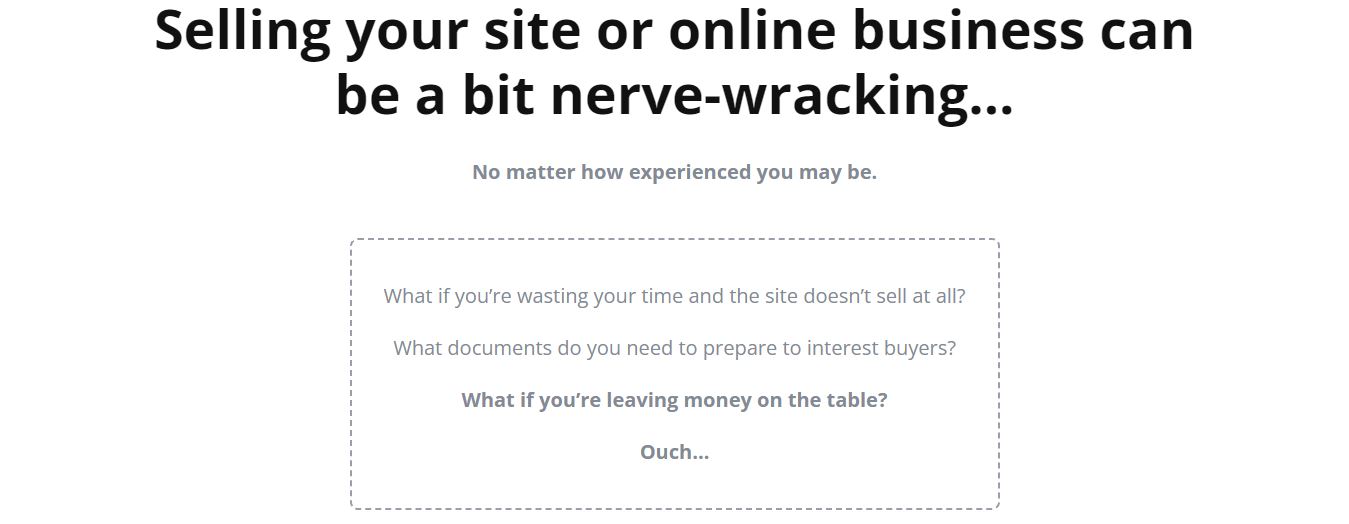 Selling your site or online business can
be a bit nerve-wracking...
No matter how experienced you may be.
What if you’re wasting your time and the site doesn’t sell at all?
What documents do you need to prepare to interest buyers?
What if you’re leaving money on the table?
Ouch...